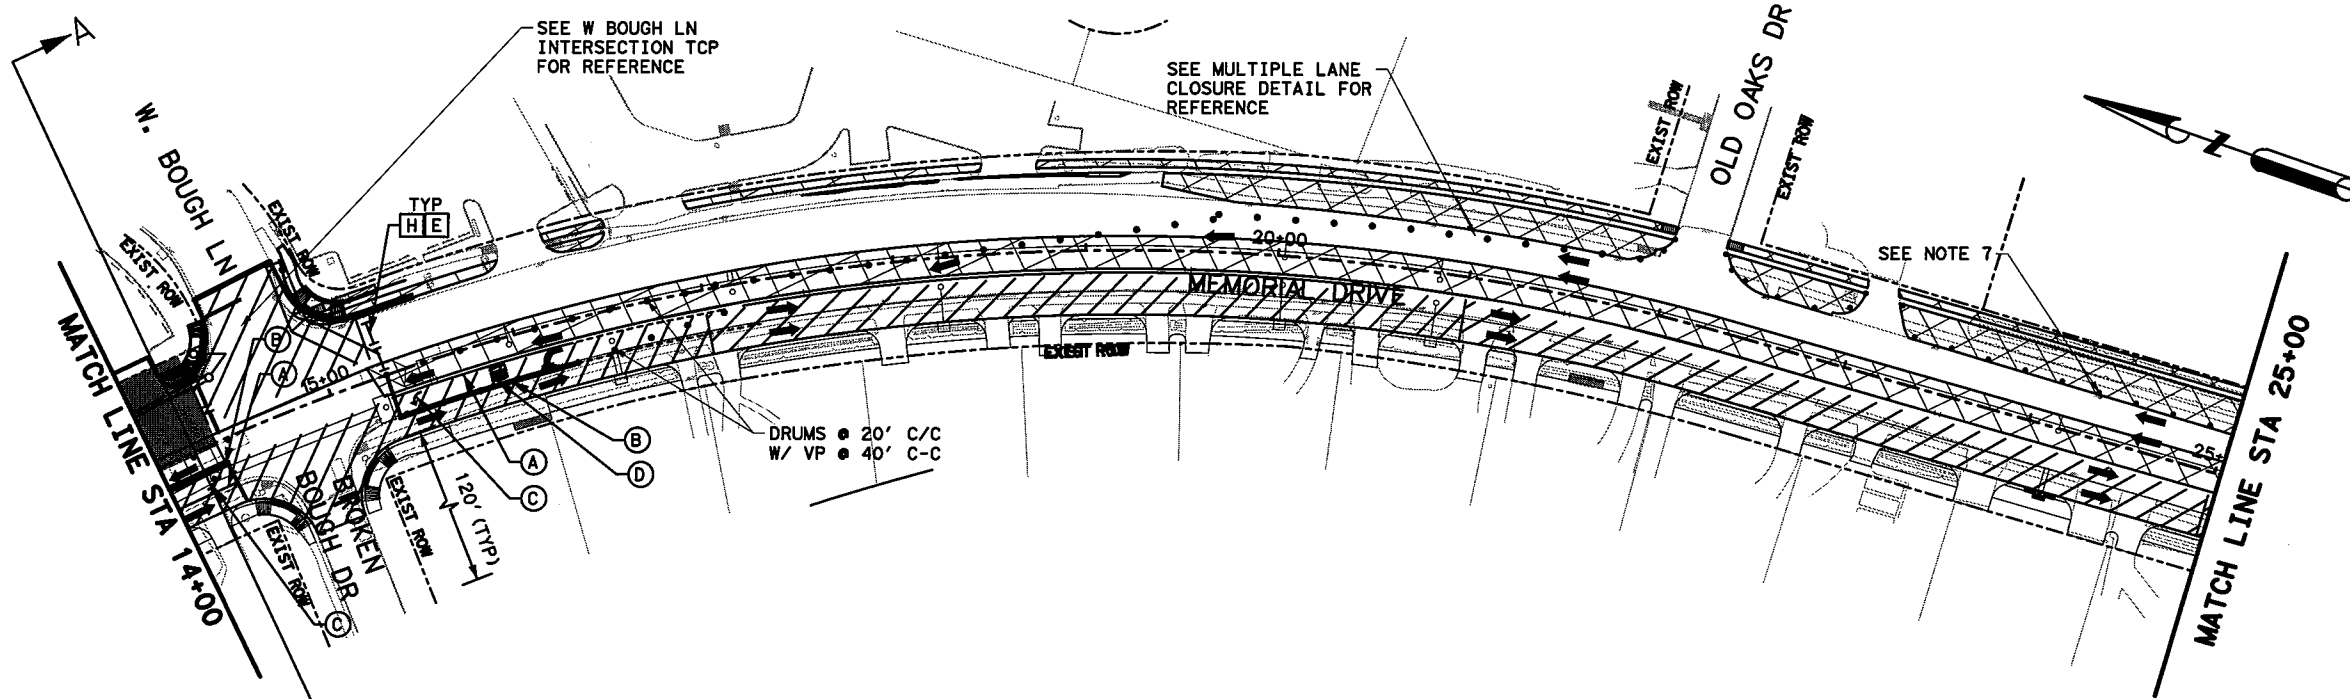 A
SEE W BOUGH LN
INTERSECTION TCP
FOR REFERENCE
SEE MULTIPLE LANE
CLOSURE DETAIL FOR
REFERENCE
OLD OAKS DR
EXIST ROW
EXIST ROW
N
W. BOUGH LN
EXIST ROW
EXIST ROW
TYP
H E
20+00
SEE NOTE 7
MEMORIAL DRIVE
EXIST ROW
MATCH LINE STA 14+00
B
A
15+00
DRUMS @ 20' C/C
W/ VP @ 40' C-C
B
A
D
C
120' (TYP)
BROKEN
BOUGH DR
EXIST ROW
EXIST ROW
C
25+
MATCH LINE STA 25+00